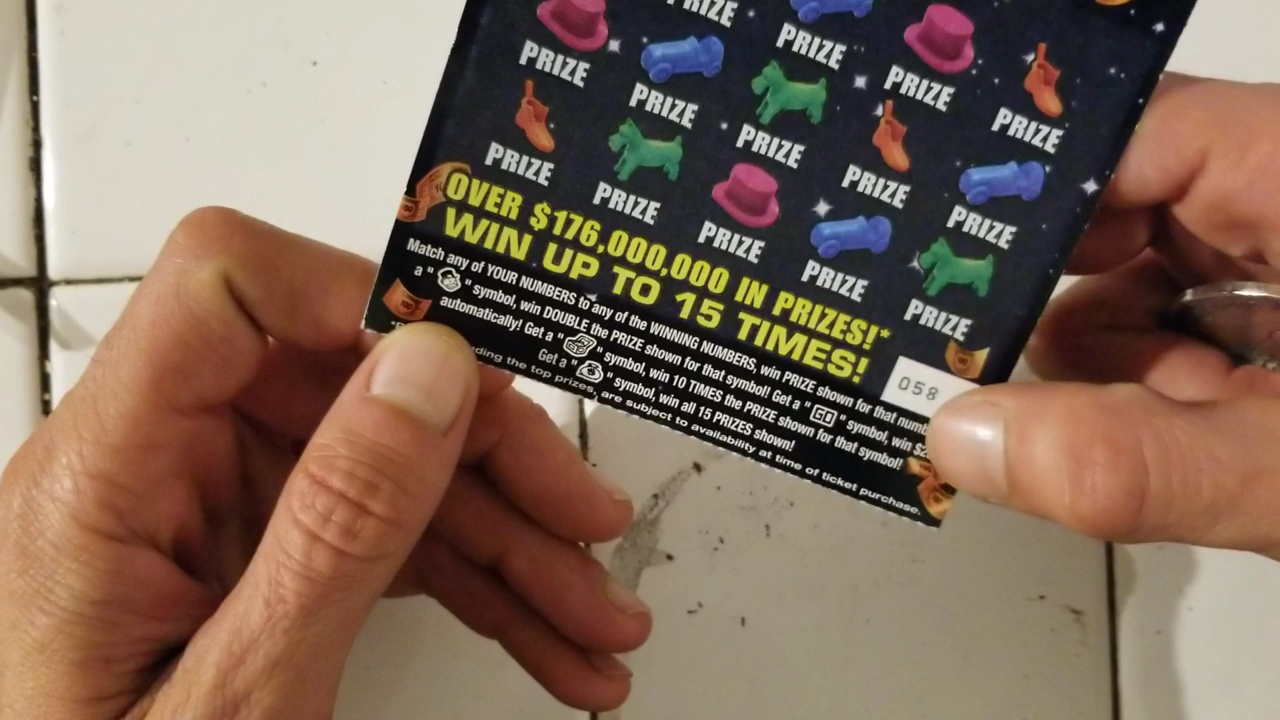 PRIZE PRIZE PRIZE PRIZE
PRIZE PRIZE PRIZE PRIZE PRIZE
PRIZE PRIZE PRIZE PRIZE PRIZE
OVER $176,000,000 IN PRIZES!*
WIN UP TO 15 TIMES!
058
Match any of YOUR NUMBERS to any of the WINNING NUMBERS, win PRIZE shown for that
a " " symbol, win DOUBLE the PRIZE shown for that symbol! Get a " GO " symbol, win
automatically! Get a " " symbol, win 10 TIMES the PRIZE shown for that symbol!
Get a " " symbol, win all 15 PRIZES shown!
the top prizes, are subject to availability at time of ticket purchase.